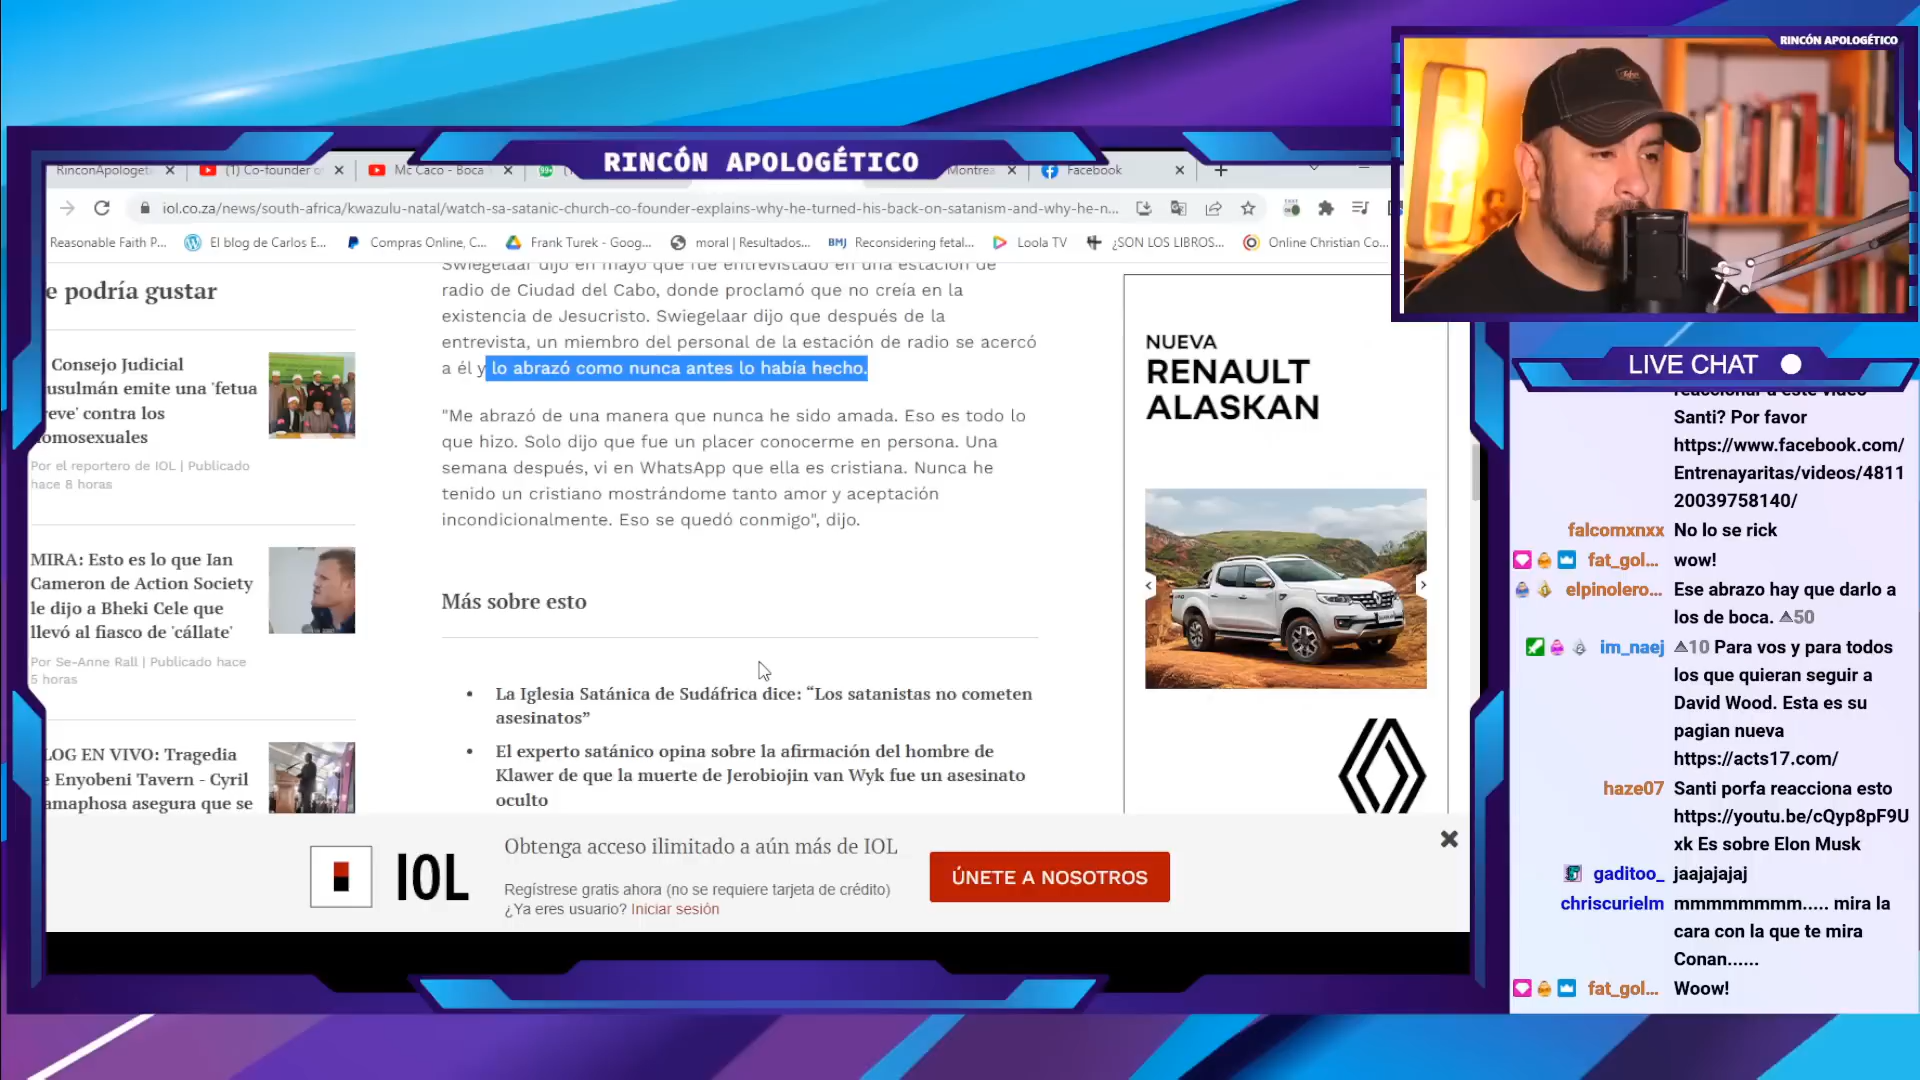 RINCÓN APOLOGÉTICO
RINCÓN APOLOGÉTICO
RinconApologet
(1) Co-founder
Mc Caco - Boca
99+
Montrea
Facebook
iol.co.za/news/south-africa/kwazulu-natal/watch-sa-satanic-church-co-founder-explains-why-he-turned-his-back-on-satanism-and-why-he-n...
Reasonable Faith P...
El blog de Carlos E...
Compras Online, C...
Frank Turek - Goog...
moral | Resultados...
BMJ Reconsidering fetal...
Loola TV
¿SON LOS LIBROS...
Online Christian Co...
e podría gustar
Consejo Judicial
usulmán emite una 'fetua
reve' contra los
omosexuales
Por el reportero de IOL | Publicado
hace 8 horas
MIRA: Esto es lo que Ian
Cameron de Action Society
le dijo a Bheki Cele que
llevó al fiasco de 'cállate'
Por Se-Anne Rall | Publicado hace
5 horas
LOG EN VIVO: Tragedia
e Enyobeni Tavern - Cyril
amaphosa asegura que se
Swiegelaar dijo en mayo que fue entrevistado en una estación de
radio de Ciudad del Cabo, donde proclamó que no creía en la
existencia de Jesucristo. Swiegelaar dijo que después de la
entrevista, un miembro del personal de la estación de radio se acercó
a él y lo abrazó como nunca antes lo había hecho.
"Me abrazó de una manera que nunca he sido amada. Eso es todo lo
que hizo. Solo dijo que fue un placer conocerme en persona. Una
semana después, vi en WhatsApp que ella es cristiana. Nunca he
tenido un cristiano mostrándome tanto amor y aceptación
incondicionalmente. Eso se quedó conmigo", dijo.
Más sobre esto
• La Iglesia Satánica de Sudáfrica dice: “Los satanistas no cometen
asesinatos”
• El experto satánico opina sobre la afirmación del hombre de
Klawer de que la muerte de Jerobiojin van Wyk fue un asesinato
oculto
NUEVA
RENAULT
ALASKAN
IOL
Obtenga acceso ilimitado a aún más de IOL
Regístrese gratis ahora (no se requiere tarjeta de crédito)
¿Ya eres usuario? Iniciar sesión
ÚNETE A NOSOTROS
LIVE CHAT
reaccionar a este video
Santi? Por favor
https://www.facebook.com/
Entrenayaritas/videos/4811
20039758140/
falcomxnxx No lo se rick
fat_gol... wow!
elpinolero... Ese abrazo hay que darlo a
los de boca. 50
im_naej 10 Para vos y para todos
los que quieran seguir a
David Wood. Esta es su
pagian nueva
https://acts17.com/
haze07 Santi porfa reacciona esto
https://youtu.be/cQyp8pF9U
xk Es sobre Elon Musk
gaditoo_ jaajajajaj
chriscurielm mmmmmmmm..... mira la
cara con la que te mira
Conan......
fat_gol... Woow!